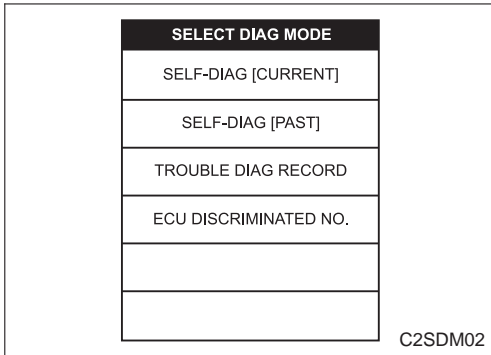 SELECT DIAG MODE
SELF-DIAG [CURRENT]
SELF-DIAG [PAST]
TROUBLE DIAG RECORD
ECU DISCRIMINATED NO.
C2SDM02